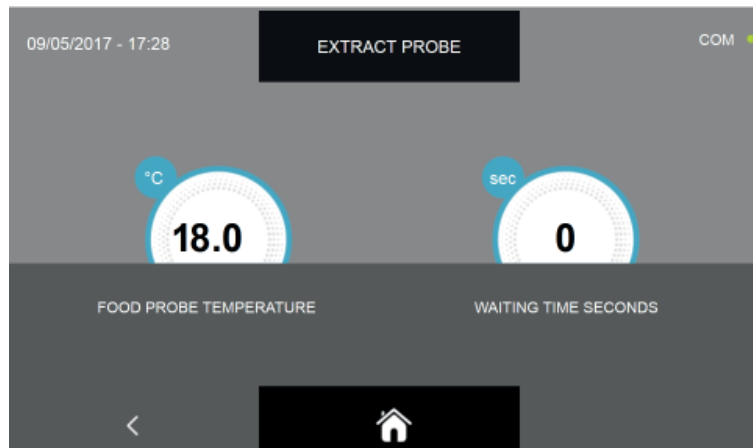 09/05/2017 - 17:28
EXTRACT PROBE
COM
°C
18.0
sec
0
FOOD PROBE TEMPERATURE
WAITING TIME SECONDS